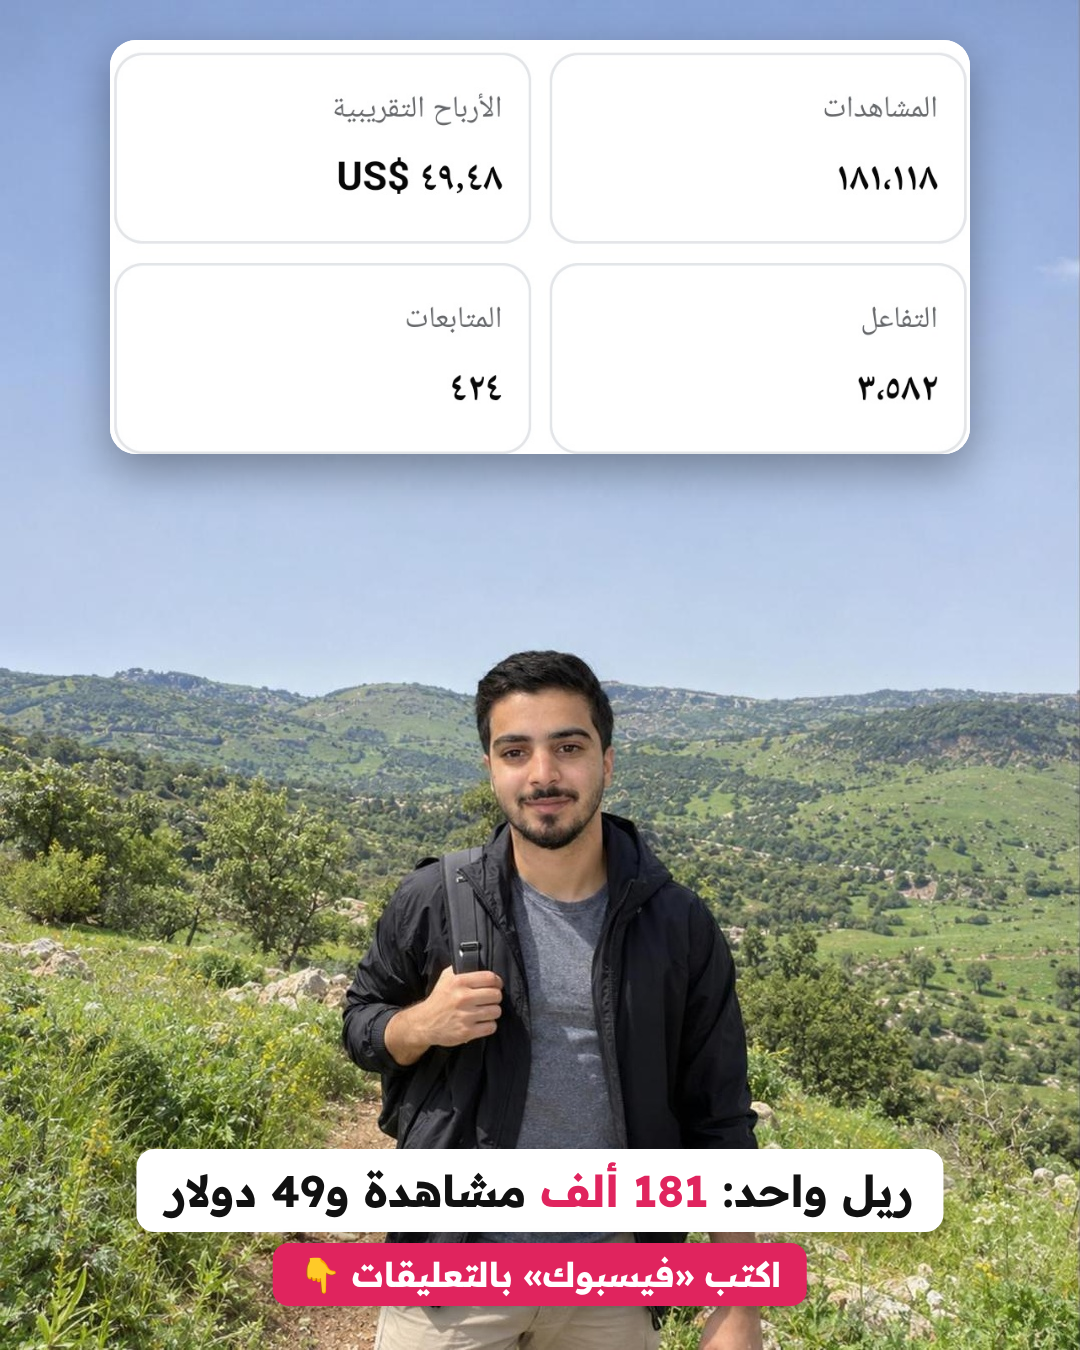 المشاهدات
١٨١،١١٨
الأرباح التقريبية
US$ ٤٩,٤٨
التفاعل
٣،٥٨٢
المتابعات
٤٢٤
ريل واحد: 181 ألف مشاهدة و49 دولار
اكتب «فيسبوك» بالتعليقات 👇